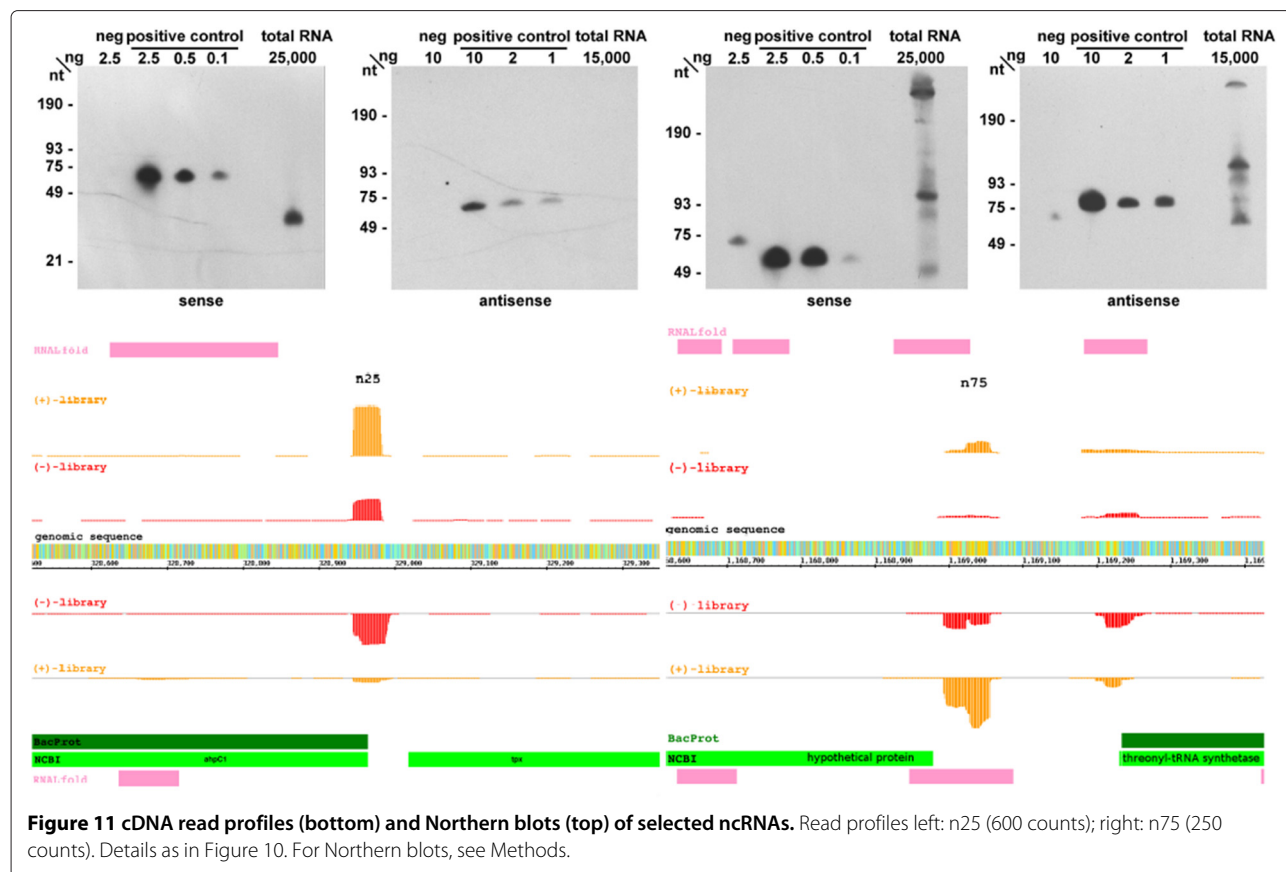 neg positive control total RNA
ng 2.5 2.5 0.5 0.1 25,000
nt
190 -
93 -
75 -
49 -
21 -
sense
neg positive control total RNA
ng 10 10 2 1 15,000
nt
190 -
93 -
75 -
49 -
antisense
neg positive control total RNA
ng 2.5 2.5 0.5 0.1 25,000
nt
190 -
93 -
75 -
49 -
sense
neg positive control total RNA
ng 10 10 2 1 15,000
nt
190 -
93 -
75 -
49 -
antisense
RNALfold
n25
(+)-library
(-)-library
genomic sequence
320,600 320,700 320,800 320,900 329,000 329,100 329,200 329,300
(-)-library
(+)-library
BacProt
NCBI ahpC1 tpx
RNALfold
RNALfold
n75
(+)-library
(-)-library
genomic sequence
1,160,700 1,160,800 1,160,900 1,169,000 1,169,100 1,169,200 1,169,300
(-)-library
(+)-library
BacProt
NCBI hypothetical protein threonyl-tRNA synthetase
Figure 11 cDNA read profiles (bottom) and Northern blots (top) of selected ncRNAs. Read profiles left: n25 (600 counts); right: n75 (250
counts). Details as in Figure 10. For Northern blots, see Methods.